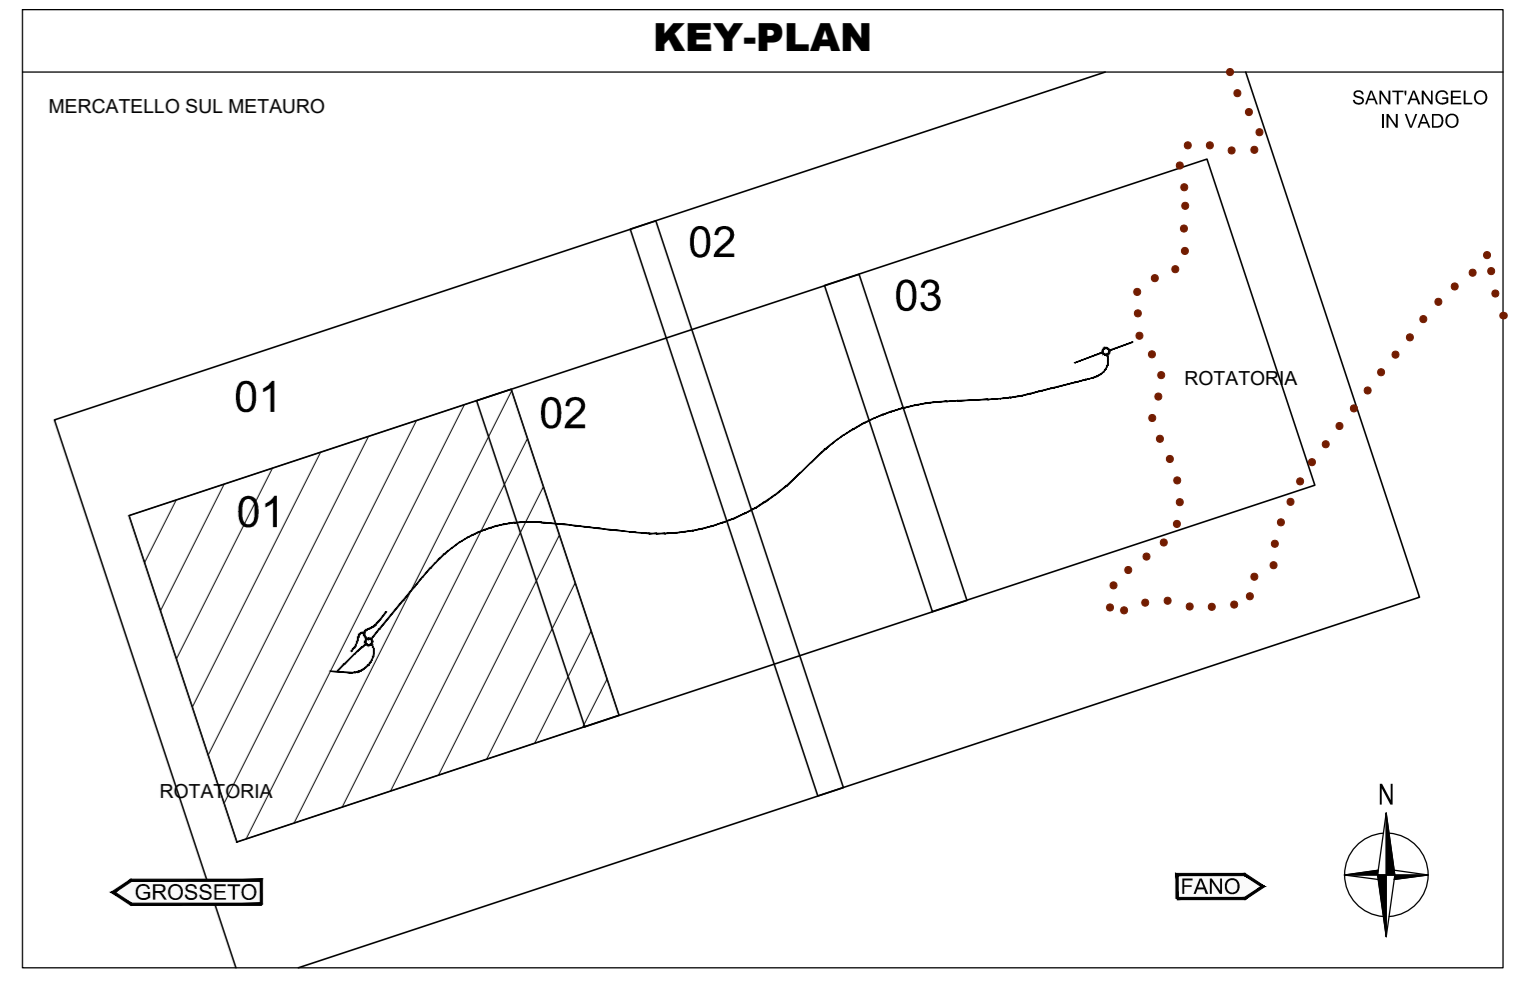 KEY-PLAN
MERCATELLO SUL METAURO
SANT'ANGELO
IN VADO
02
03
01
02
01
ROTATORIA
ROTATORIA
GROSSETO
FANO
N